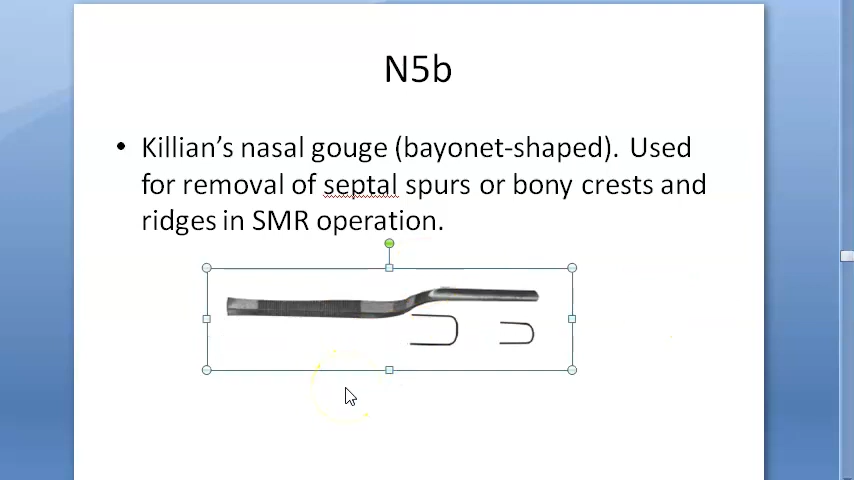 N5b
• Killian's nasal gouge (bayonet-shaped). Used
for removal of septal spurs or bony crests and
ridges in SMR operation.